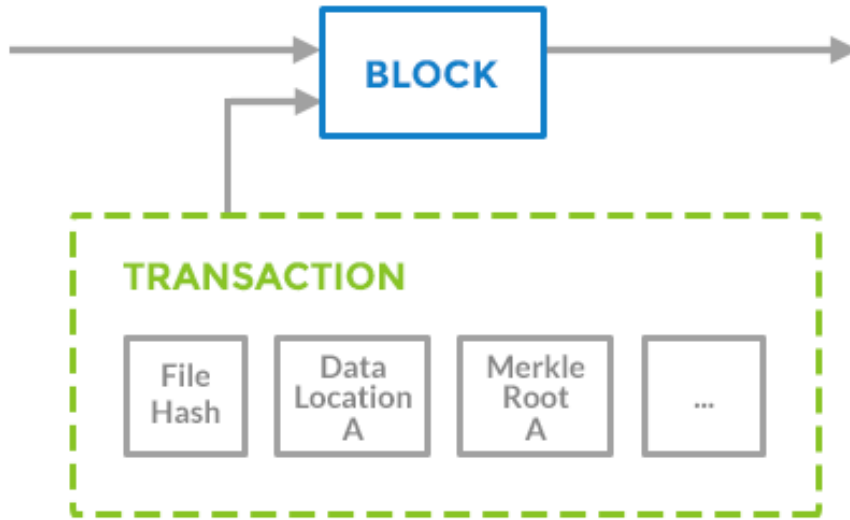 BLOCK
TRANSACTION
File
Hash
Data
Location
A
Merkle
Root
A
...